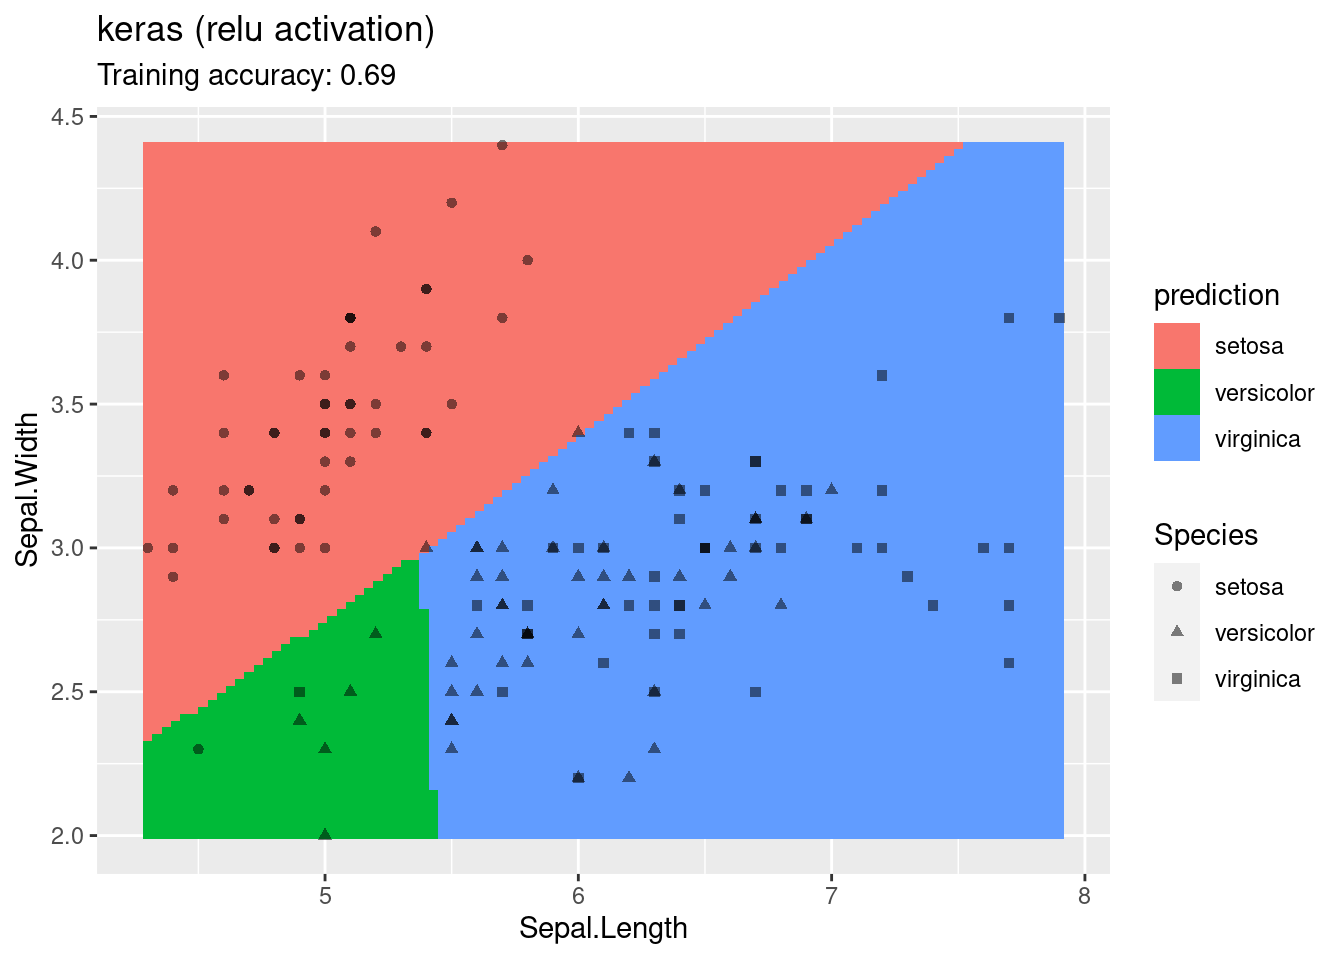 keras (relu activation)
Training accuracy: 0.69
4.5
4.0
3.5
3.0
2.5
2.0
Sepal.Width
5
6
7
8
Sepal.Length
prediction
setosa
versicolor
virginica
Species
setosa
versicolor
virginica